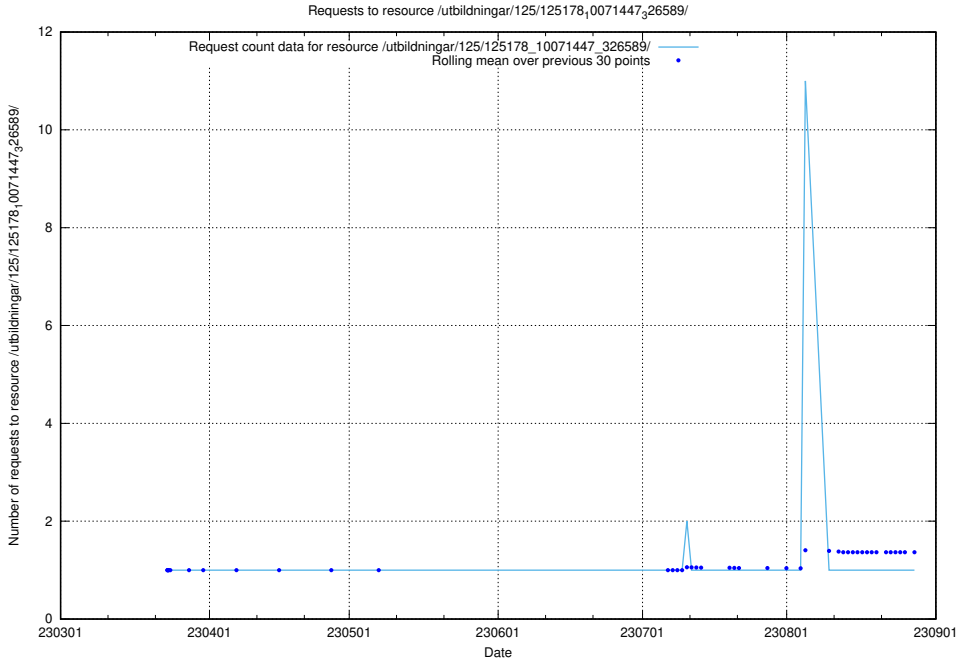 Requests to resource /utbildningar/125/125178₁0071447₃26589/
Request count data for resource /utbildningar/125/125178_10071447_326589/
Rolling mean over previous 30 points
Number of requests to resource /utbildningar/125/125178₁0071447₃26589/
12
10
8
6
4
2
0
230301 230401 230501 230601 230701 230801 230901
Date